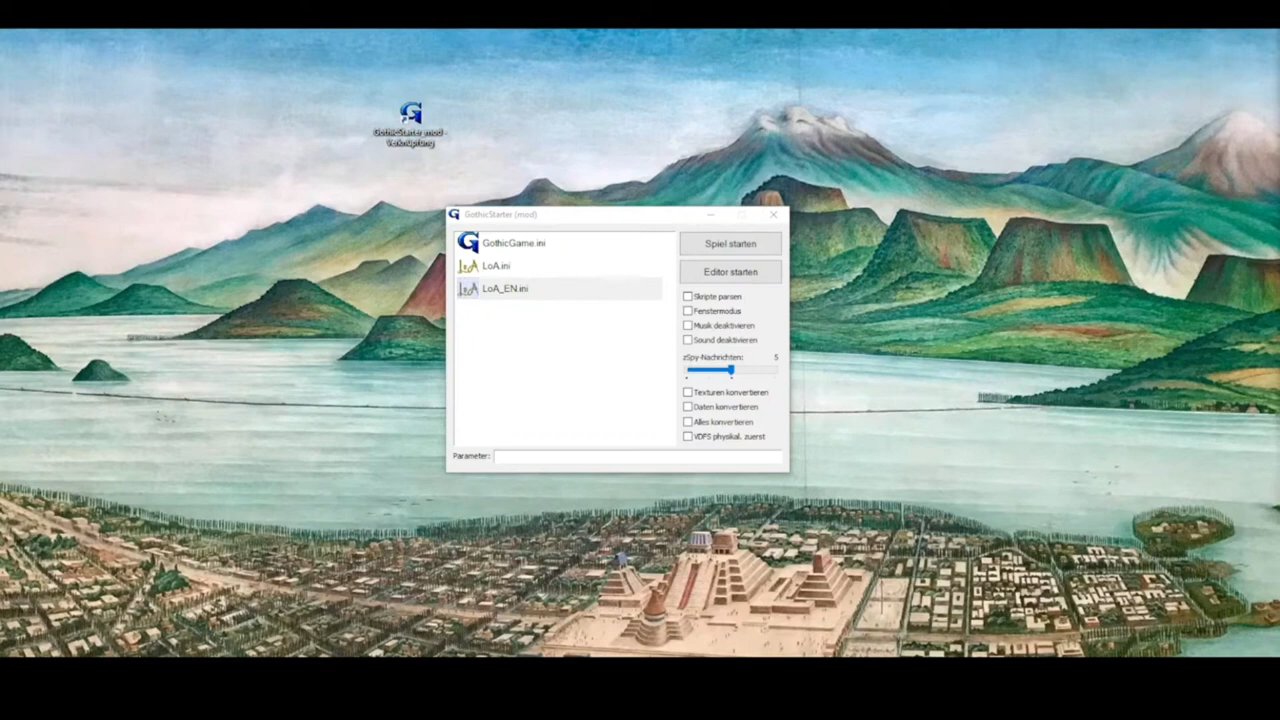 GothicStarter_mod -
Verknüpfung
GothicStarter (mod)
GothicGame.ini
LoA.ini
LoA_EN.ini
Spiel starten
Editor starten
Skripte parsen
Fenstermodus
Musik deaktivieren
Sound deaktivieren
zSpy-Nachrichten: 5
Texturen konvertieren
Daten konvertieren
Alles konvertieren
VDFS physikal. zuerst
Parameter: